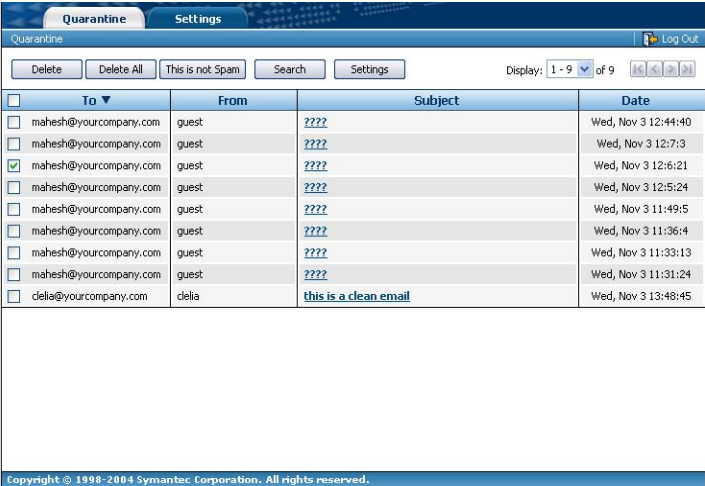 Quarantine Settings
Quarantine Log Out
Delete Delete All This is not Spam Search Settings Display: 1 - 9 of 9
To From Subject Date
mahesh@yourcompany.com guest ???? Wed, Nov 3 12:44:40
mahesh@yourcompany.com guest ???? Wed, Nov 3 12:7:3
mahesh@yourcompany.com guest ???? Wed, Nov 3 12:6:21
mahesh@yourcompany.com guest ???? Wed, Nov 3 12:5:24
mahesh@yourcompany.com guest ???? Wed, Nov 3 11:49:5
mahesh@yourcompany.com guest ???? Wed, Nov 3 11:36:4
mahesh@yourcompany.com guest ???? Wed, Nov 3 11:33:13
mahesh@yourcompany.com guest ???? Wed, Nov 3 11:31:24
clelia@yourcompany.com clelia this is a clean email Wed, Nov 3 13:48:45
Copyright © 1998-2004 Symantec Corporation. All rights reserved.